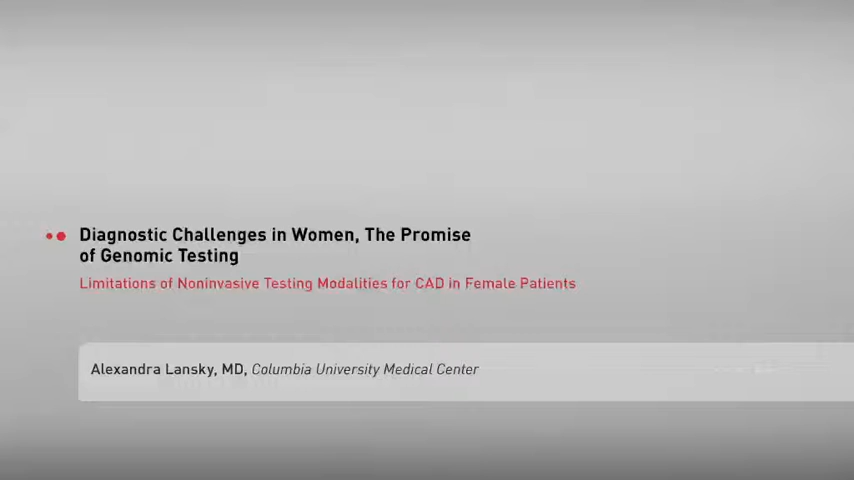 Diagnostic Challenges in Women, The Promise
of Genomic Testing
Limitations of Noninvasive Testing Modalities for CAD in Female Patients
Alexandra Lansky, MD, Columbia University Medical Center